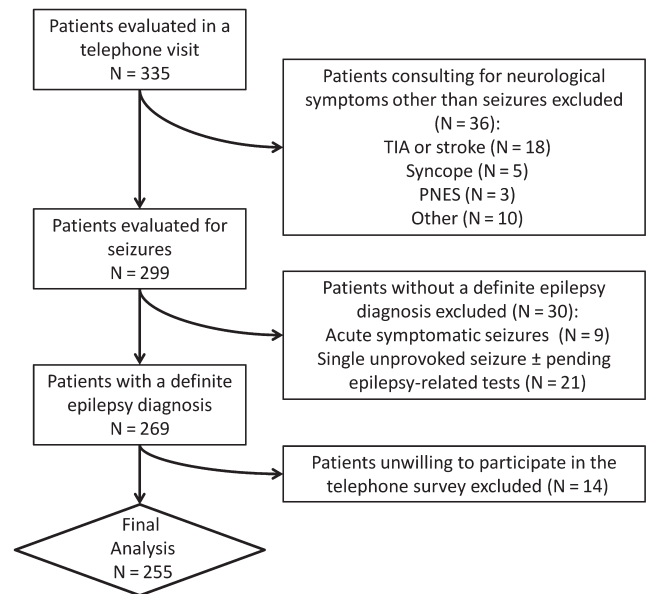 Patients evaluated in a
telephone visit
N = 335
Patients consulting for neurological
symptoms other than seizures excluded
(N = 36):
TIA or stroke (N = 18)
Syncope (N = 5)
PNES (N = 3)
Other (N = 10)
Patients evaluated for
seizures
N = 299
Patients without a definite epilepsy
diagnosis excluded (N = 30):
Acute symptomatic seizures (N = 9)
Single unprovoked seizure ± pending
epilepsy-related tests (N = 21)
Patients with a definite
epilepsy diagnosis
N = 269
Patients unwilling to participate in the
telephone survey excluded (N = 14)
Final
Analysis
N = 255